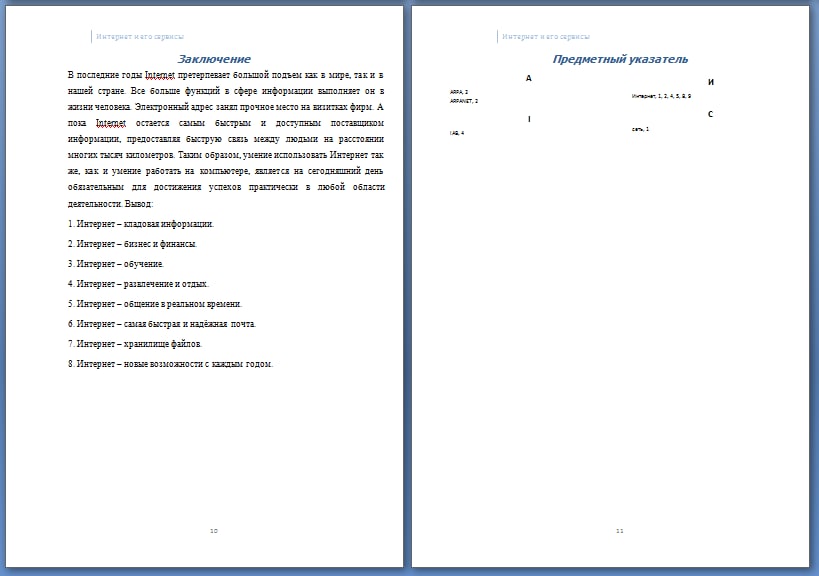 Интернет и его сервисы
Заключение
В последние годы Internet претерпевает большой подъем как в мире, так и в
нашей стране. Все больше функций в сфере информации выполняет он в
жизни человека. Электронный адрес занял прочное место на визитках фирм. А
пока Internet остается самым быстрым и доступным поставщиком
информации, предоставляя быструю связь между людьми на расстоянии
многих тысяч километров. Таким образом, умение использовать Интернет так
же, как и умение работать на компьютере, является на сегодняшний день
обязательным для достижения успехов практически в любой области
деятельности. Вывод:
1. Интернет – кладовая информации.
2. Интернет – бизнес и финансы.
3. Интернет – обучение.
4. Интернет – развлечение и отдых.
5. Интернет – общение в реальном времени.
6. Интернет – самая быстрая и надёжная почта.
7. Интернет – хранилище файлов.
8. Интернет – новые возможности с каждым годом.
10
Интернет и его сервисы
Предметный указатель
A
ARPA, 2
ARPANET, 2
I
IAB, 4
И
Интернет, 1, 2, 4, 5, 8, 9
С
сеть, 1
11